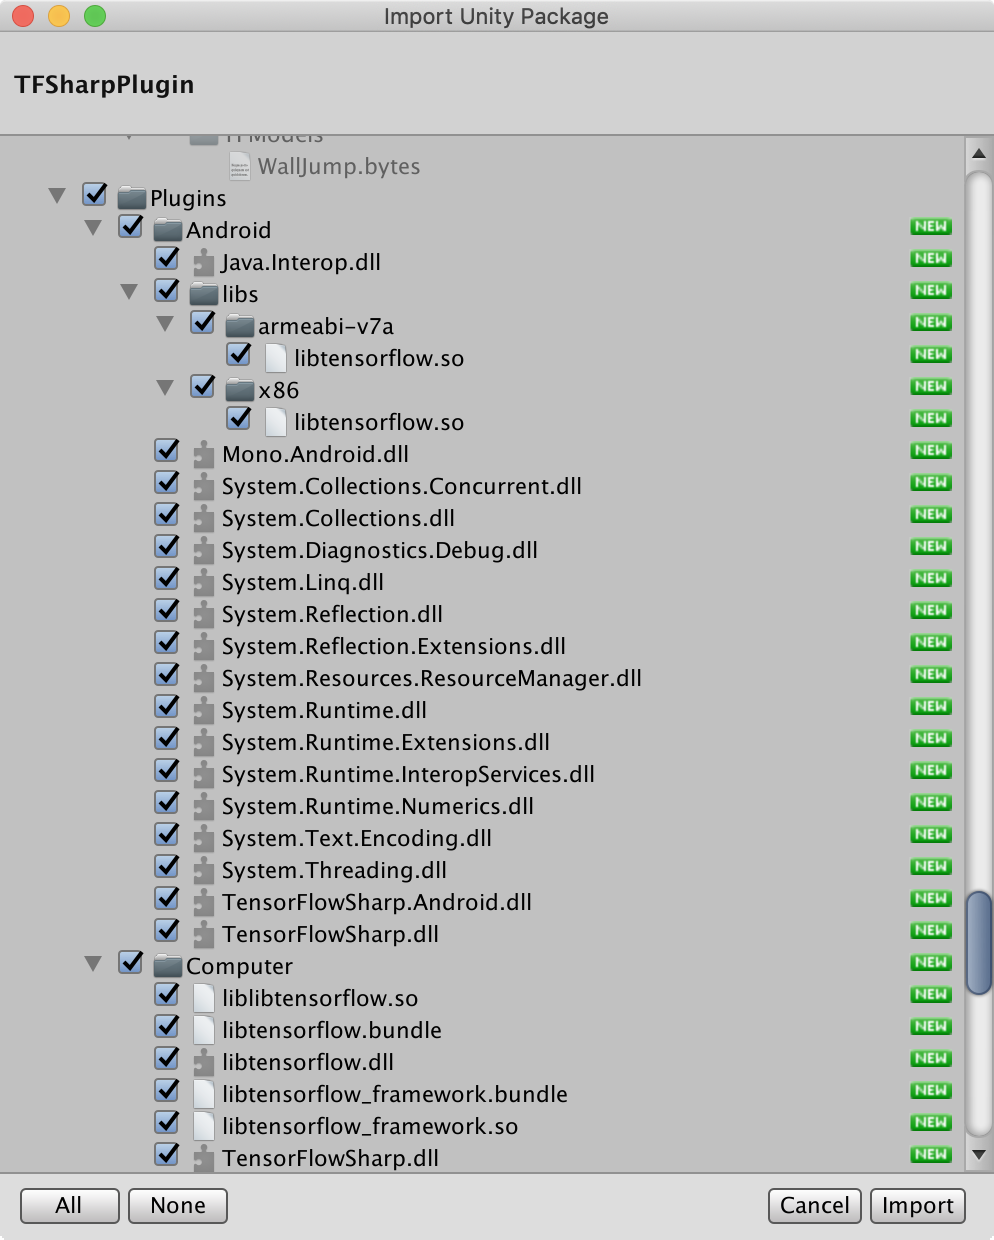 Import Unity Package
TFSharpPlugin
TFModels
WallJump.bytes
Plugins
Android NEW
Java.Interop.dll NEW
libs NEW
armeabi-v7a NEW
libtensorflow.so NEW
x86 NEW
libtensorflow.so NEW
Mono.Android.dll NEW
System.Collections.Concurrent.dll NEW
System.Collections.dll NEW
System.Diagnostics.Debug.dll NEW
System.Linq.dll NEW
System.Reflection.dll NEW
System.Reflection.Extensions.dll NEW
System.Resources.ResourceManager.dll NEW
System.Runtime.dll NEW
System.Runtime.Extensions.dll NEW
System.Runtime.InteropServices.dll NEW
System.Runtime.Numerics.dll NEW
System.Text.Encoding.dll NEW
System.Threading.dll NEW
TensorFlowSharp.Android.dll NEW
TensorFlowSharp.dll NEW
Computer NEW
liblibtensorflow.so NEW
libtensorflow.bundle NEW
libtensorflow.dll NEW
libtensorflow_framework.bundle NEW
libtensorflow_framework.so NEW
TensorFlowSharp.dll NEW
All None Cancel Import